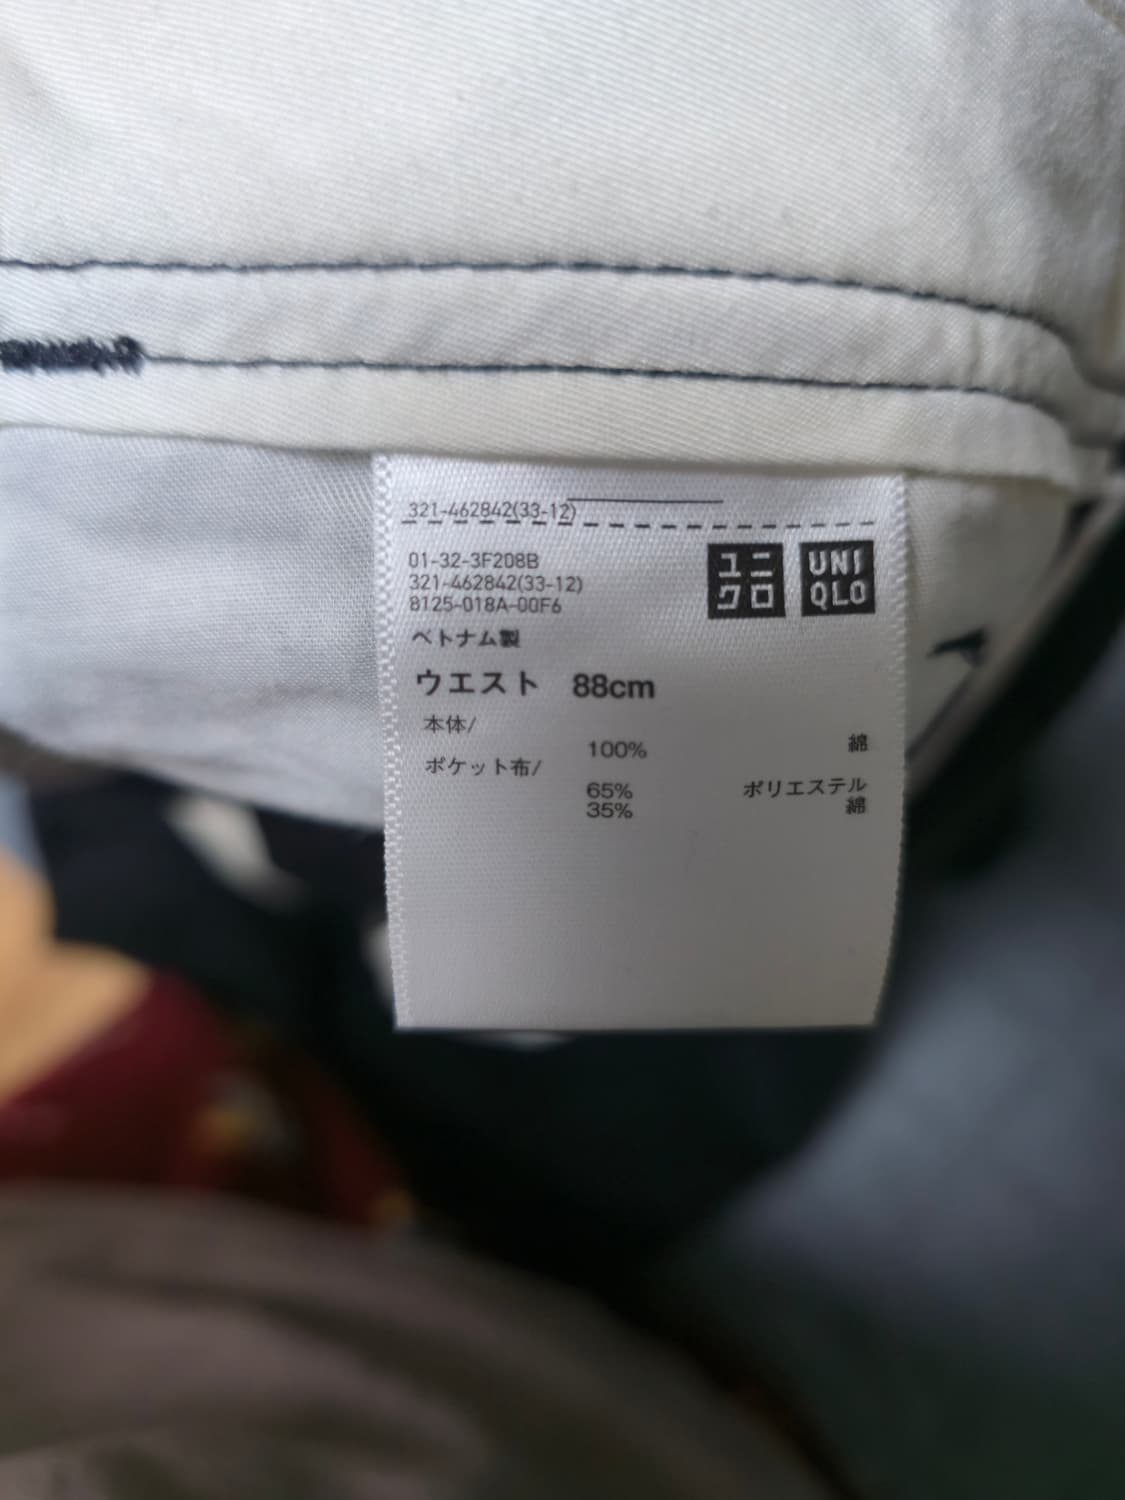 321-462842(33-12)
01-32-3F208B
321-462842(33-12)
8125-018A-00F6
ユニ
クロ
UNI
QLO
ベトナム製
ウエスト 88cm
本体/
100% 綿
ポケット布/
65% ポリエステル
35% 綿